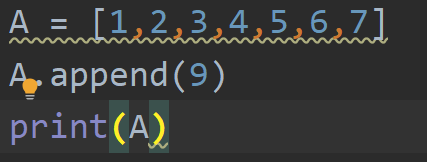 A = [1,2,3,4,5,6,7]
A.append(9)
print(A)